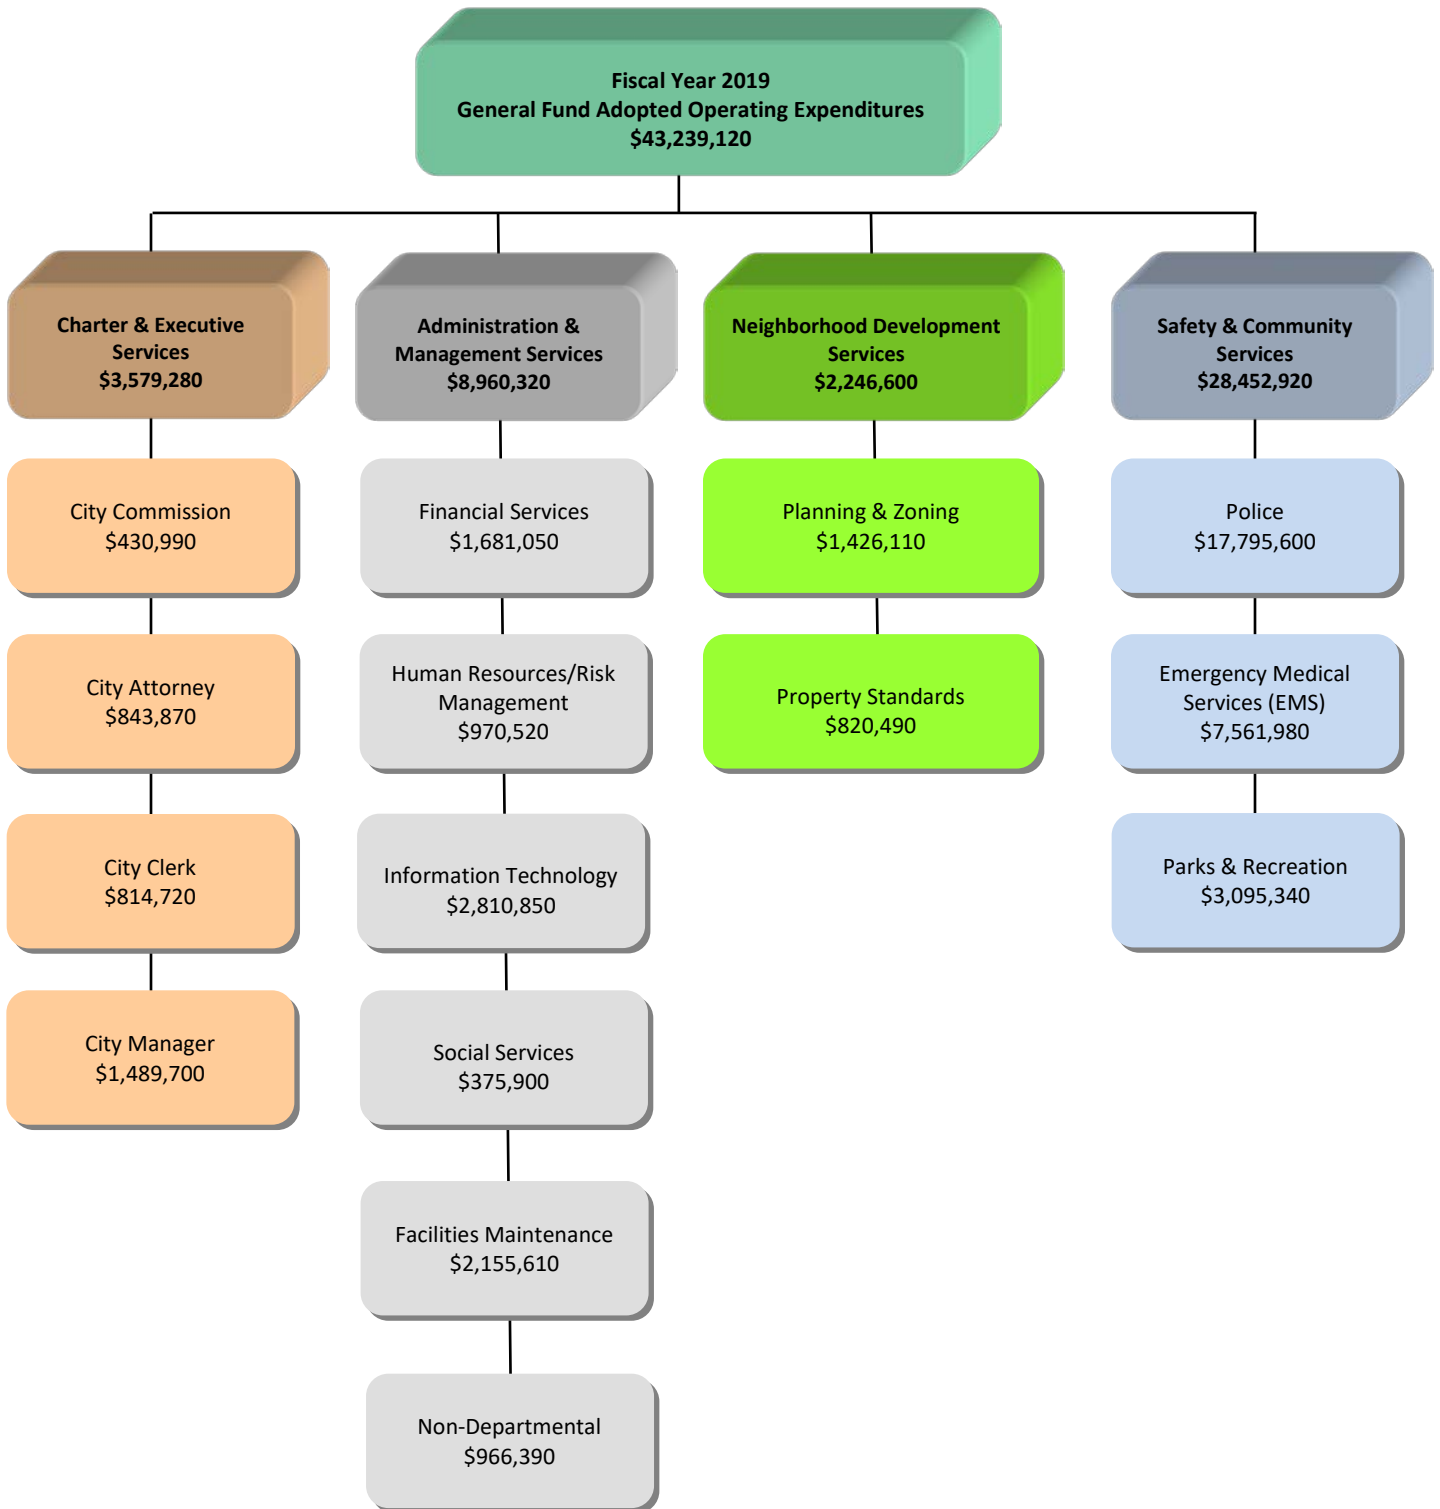 Fiscal Year 2019
General Fund Adopted Operating Expenditures
$43,239,120
Charter & Executive
Services
$3,579,280
Administration &
Management Services
$8,960,320
Neighborhood Development
Services
$2,246,600
Safety & Community
Services
$28,452,920
City Commission
$430,990
Financial Services
$1,681,050
Planning & Zoning
$1,426,110
Police
$17,795,600
City Attorney
$843,870
Human Resources/Risk
Management
$970,520
Property Standards
$820,490
Emergency Medical
Services (EMS)
$7,561,980
City Clerk
$814,720
Information Technology
$2,810,850
Parks & Recreation
$3,095,340
City Manager
$1,489,700
Social Services
$375,900
Facilities Maintenance
$2,155,610
Non-Departmental
$966,390